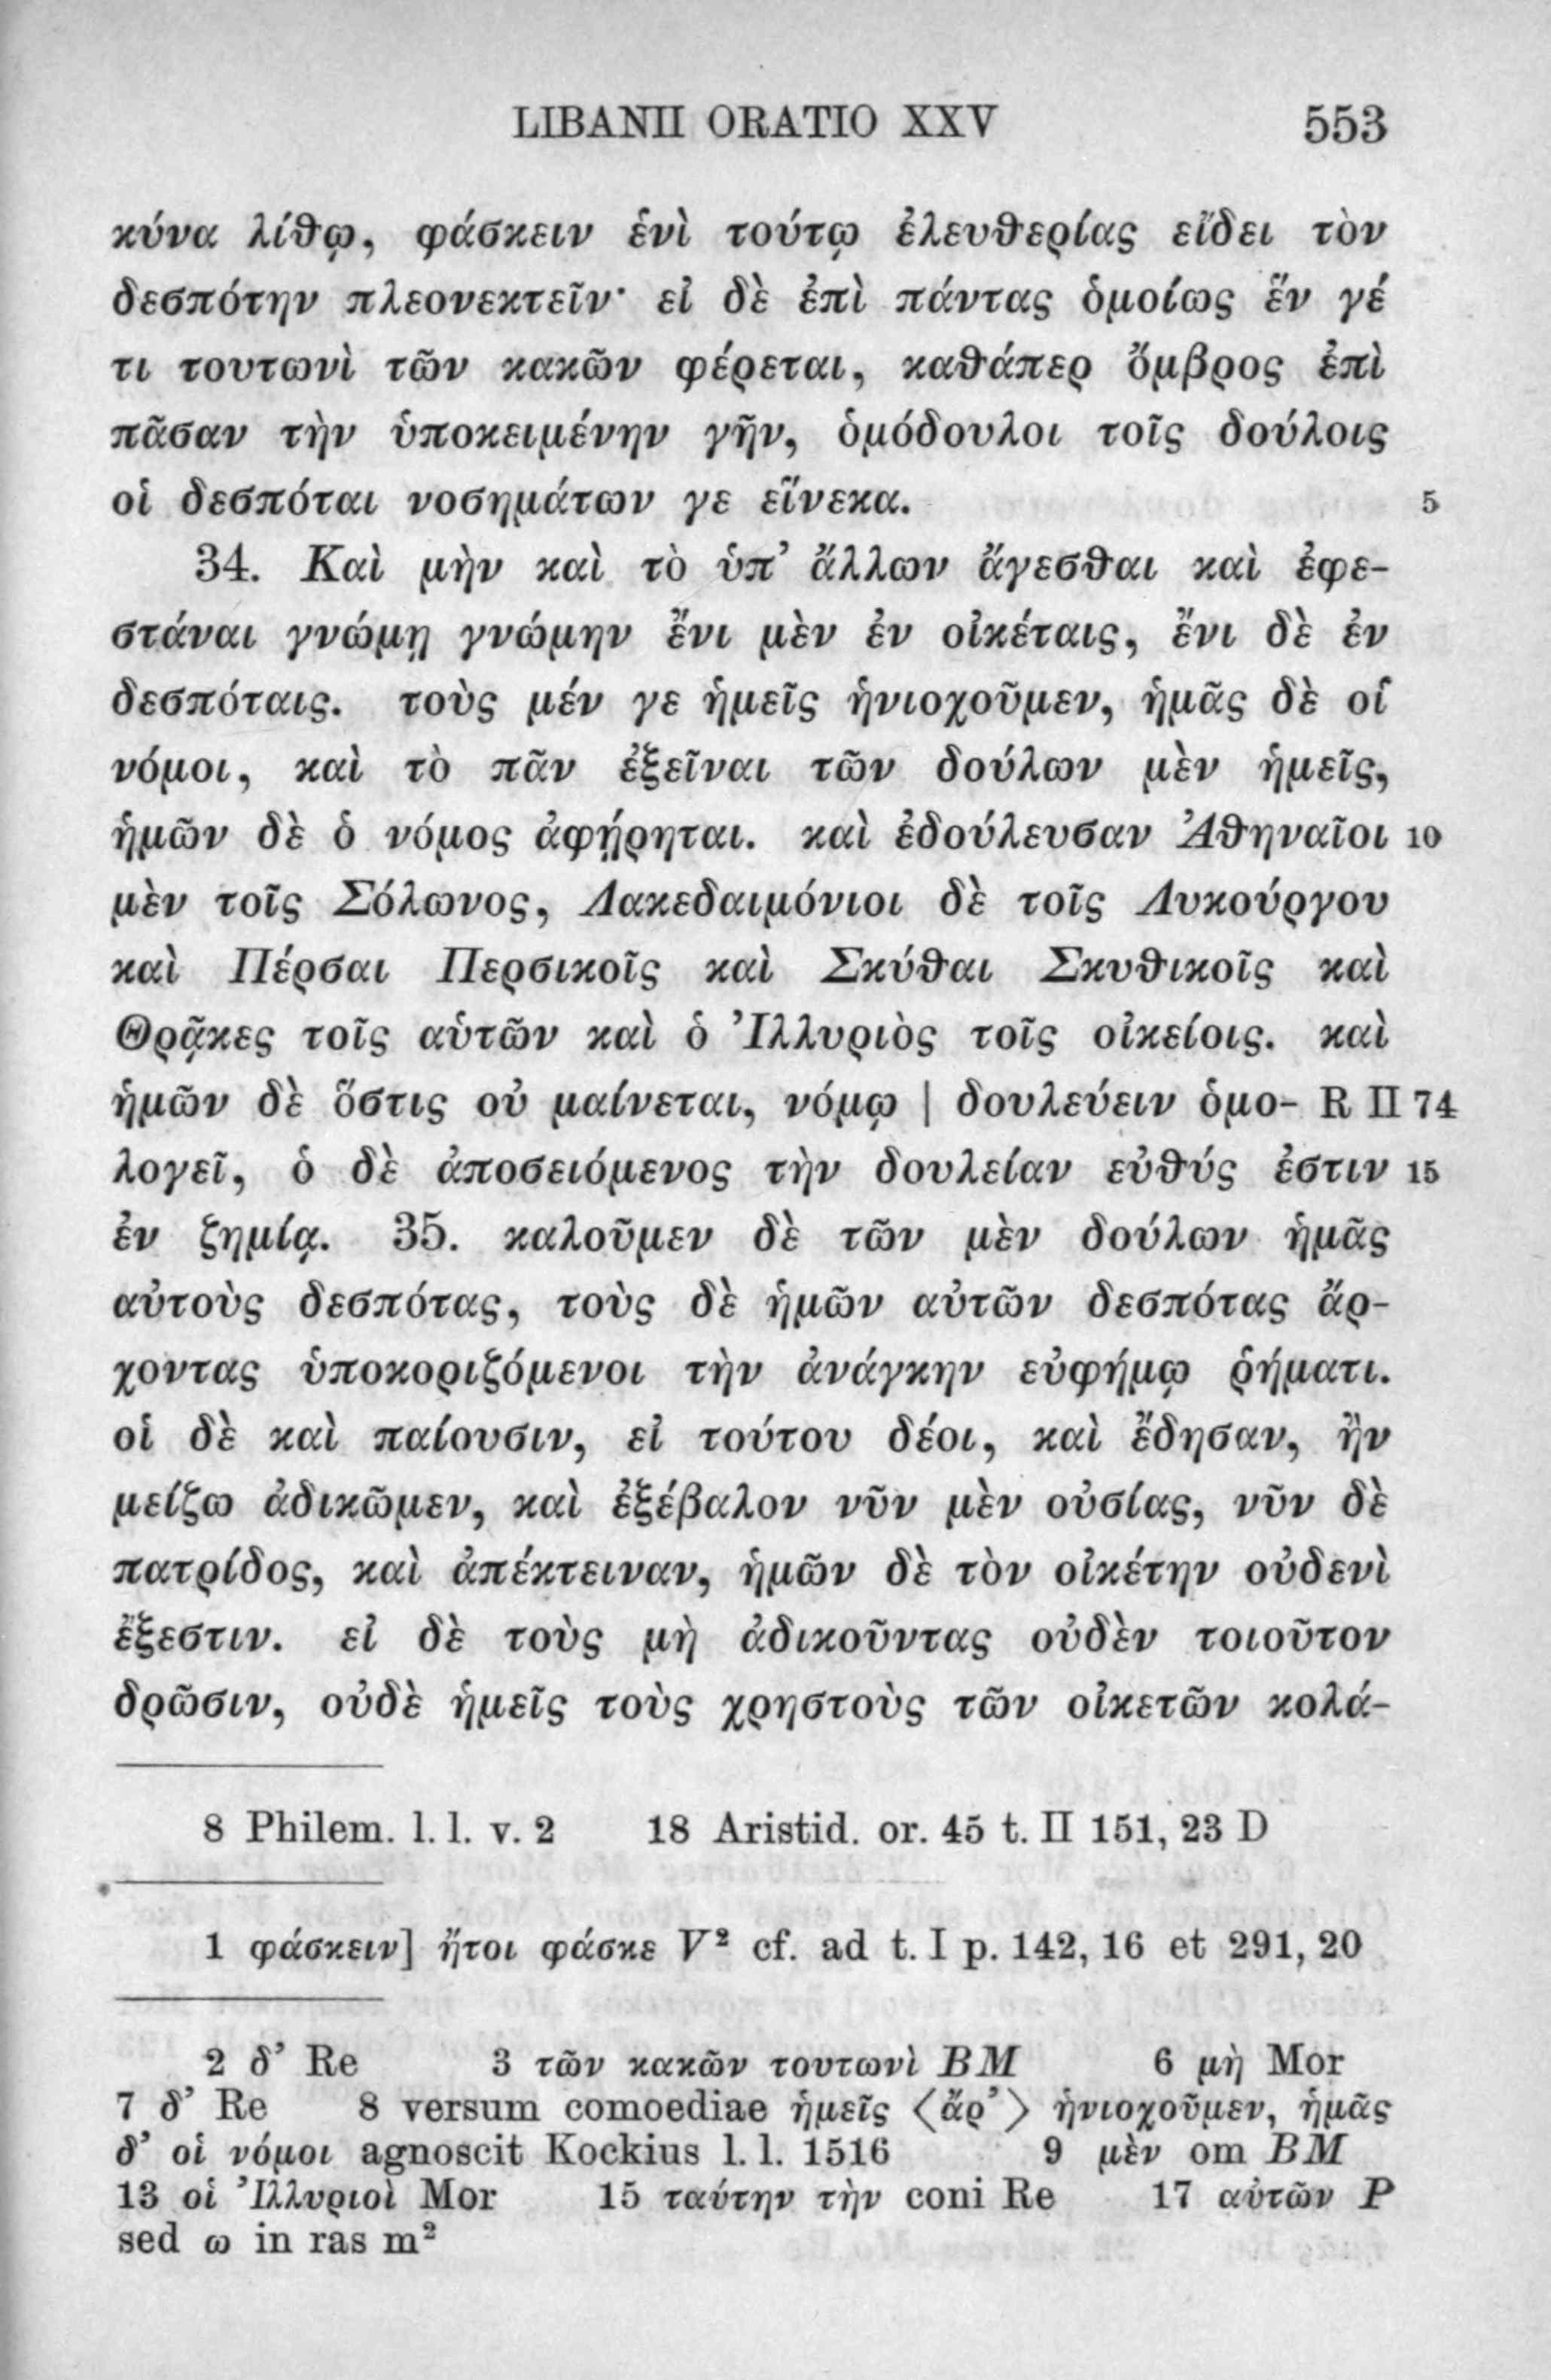 LIBANII ORATIO XXV 553
κύνα λίθῳ, φάσκειν ἑνὶ τούτῳ ἐλευθερίας εἴδει τὸν
δεσπότην πλεονεκτεῖν· εἰ δὲ ἐπὶ πάντας ὁμοίως ἕν γέ
τι τουτωνὶ τῶν κακῶν φέρεται, καθάπερ ὄμβρος ἐπὶ
πᾶσαν τὴν ὑποκειμένην γῆν, ὁμόδουλοι τοῖς δούλοις
οἱ δεσπόται νοσημάτων γε εἵνεκα. 5
34. Καὶ μὴν καὶ τὸ ὑπ’ ἄλλων ἄγεσθαι καὶ ἐφε-
στάναι γνώμῃ γνώμην ἔνι μὲν ἐν οἰκέταις, ἔνι δὲ ἐν
δεσπόταις. τοὺς μέν γε ἡμεῖς ἡνιοχοῦμεν, ἡμᾶς δὲ οἱ
νόμοι, καὶ τὸ πᾶν ἐξεῖναι τῶν δούλων μὲν ἡμεῖς,
ἡμῶν δὲ ὁ νόμος ἀφῄρηται. καὶ ἐδούλευσαν Ἀθηναῖοι 10
μὲν τοῖς Σόλωνος, Λακεδαιμόνιοι δὲ τοῖς Λυκούργου
καὶ Πέρσαι Περσικοῖς καὶ Σκύθαι Σκυθικοῖς καὶ
Θρᾷκες τοῖς αὑτῶν καὶ ὁ Ἰλλυριὸς τοῖς οἰκείοις. καὶ
ἡμῶν δὲ ὅστις οὐ μαίνεται, νόμῳ | δουλεύειν ὁμο- R II 74
λογεῖ, ὁ δὲ ἀποσειόμενος τὴν δουλείαν εὐθύς ἐστιν 15
ἐν ζημίᾳ. 35. καλοῦμεν δὲ τῶν μὲν δούλων ἡμᾶς
αὐτοὺς δεσπότας, τοὺς δὲ ἡμῶν αὐτῶν δεσπότας ἄρ-
χοντας ὑποκοριζόμενοι τὴν ἀνάγκην εὐφήμῳ ῥήματι.
οἱ δὲ καὶ παίουσιν, εἰ τούτου δέοι, καὶ ἔδησαν, ἢν
μείζω ἀδικῶμεν, καὶ ἐξέβαλον νῦν μὲν οὐσίας, νῦν δὲ
πατρίδος, καὶ ἀπέκτειναν, ἡμῶν δὲ τὸν οἰκέτην οὐδενὶ
ἔξεστιν. εἰ δὲ τοὺς μὴ ἀδικοῦντας οὐδὲν τοιοῦτον
δρῶσιν, οὐδὲ ἡμεῖς τοὺς χρηστοὺς τῶν οἰκετῶν κολά-
8 Philem. l. l. v. 2 18 Aristid. or. 45 t. II 151, 23 D
1 φάσκειν] ἤτοι φάσκε V² cf. ad t. I p. 142, 16 et 291, 20
2 δ’ Re 3 τῶν κακῶν τουτωνὶ BM 6 μὴ Mor
7 δ’ Re 8 versum comoediae ἡμεῖς ⟨ἄρ’⟩ ἡνιοχοῦμεν, ἡμᾶς
δ’ οἱ νόμοι agnoscit Kockius l. l. 1516 9 μὲν om BM
13 οἱ Ἰλλυριοὶ Mor 15 ταύτην τὴν coni Re 17 αὑτῶν P
sed ω in ras m²